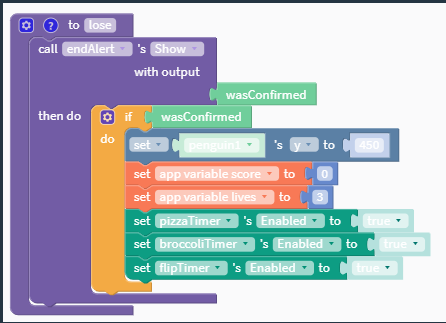 ? to lose
call endAlert 's Show
with output
wasConfirmed
then do if wasConfirmed
do set penguin1 's y to 450
set app variable score to 0
set app variable lives to 3
set pizzaTimer 's Enabled to true
set broccoliTimer 's Enabled to true
set flipTimer 's Enabled to true